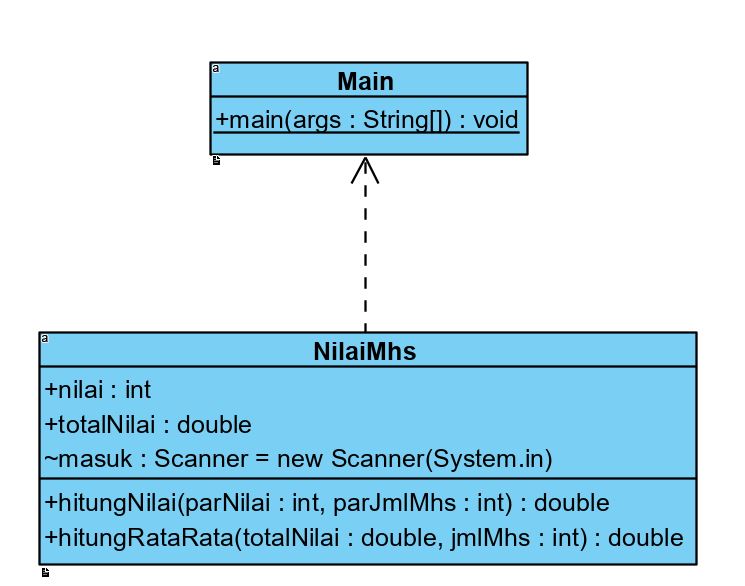 a
Main
+main(args : String[]) : void
a
NilaiMhs
+nilai : int
+totalNilai : double
~masuk : Scanner = new Scanner(System.in)
+hitungNilai(parNilai : int, parJmlMhs : int) : double
+hitungRataRata(totalNilai : double, jmlMhs : int) : double